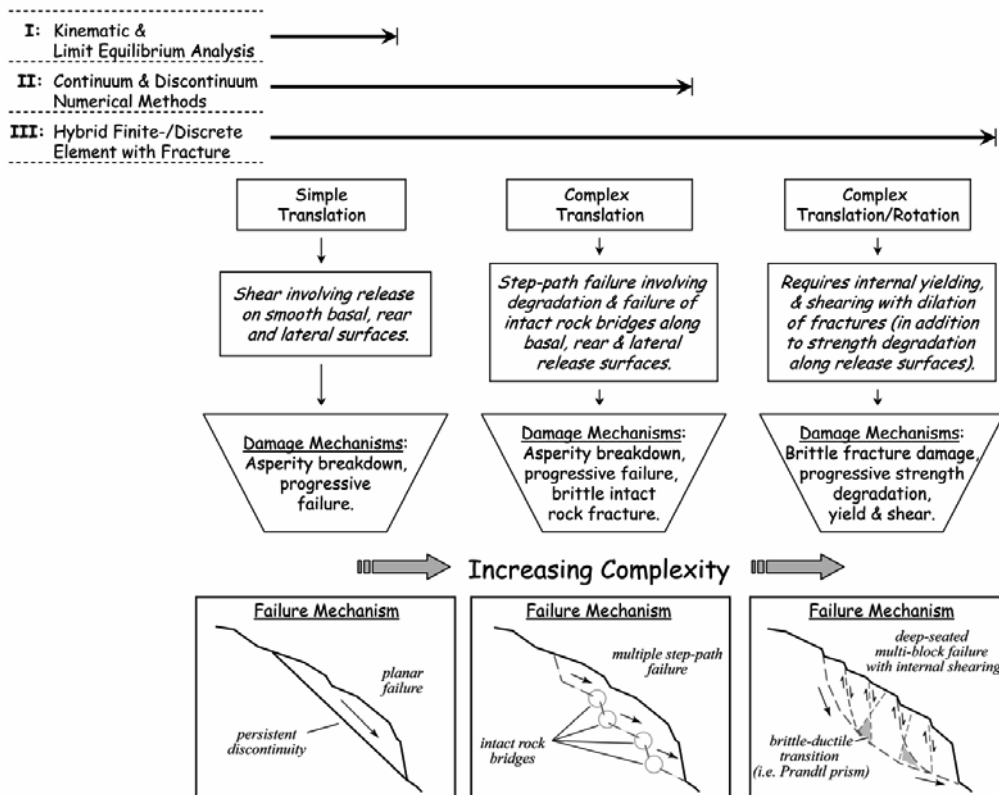 I: Kinematic &
Limit Equilibrium Analysis
II: Continuum & Discontinuum
Numerical Methods
III: Hybrid Finite-/Discrete
Element with Fracture
Simple
Translation
Shear involving release
on smooth basal, rear
and lateral surfaces.
Damage Mechanisms:
Asperity breakdown,
progressive
failure.
Complex
Translation
Step-path failure involving
degradation & failure of
intact rock bridges along
basal, rear & lateral
release surfaces.
Damage Mechanisms:
Asperity breakdown,
progressive failure,
brittle intact
rock fracture.
Complex
Translation/Rotation
Requires internal yielding,
& shearing with dilation
of fractures (in addition
to strength degradation
along release surfaces).
Damage Mechanisms:
Brittle fracture damage,
progressive strength
degradation,
yield & shear.
Increasing Complexity
Failure Mechanism
planar
failure
persistent
discontinuity
Failure Mechanism
multiple step-path
failure
intact rock
bridges
Failure Mechanism
deep-seated
multi-block failure
with internal shearing
brittle-ductile
transition
(i.e. Prandtl prism)